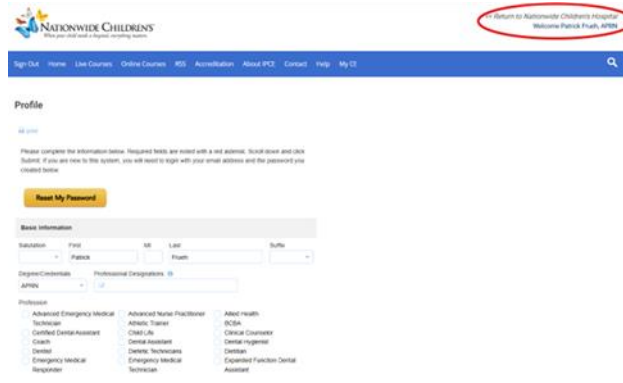 NATIONWIDE CHILDREN'S
When your child needs a hospital, everything matters.
<< Return to Nationwide Children's Hospital
Welcome Patrick Frueh, APRN
Sign Out Home Live Courses Online Courses RSS Accreditation About IPCE Contact Help My CE
Profile
print
Please complete the information below. Required fields are noted with a red asterisk. Scroll down and click
Submit. If you are new to this system, you will need to login with your email address and the password you
created below.
Reset My Password
Basic Information
Salutation First MI Last Suffix
Patrick Frueh
Degree/Credentials Professional Designations
APRN
Profession
Advanced Emergency Medical Technician
Advanced Nurse Practitioner
Allied Health
Athletic Trainer
BCBA
Certified Dental Assistant
Child Life
Clinical Counselor
Coach
Dental Assistant
Dental Hygienist
Dentist
Dietetic Technicians
Dietitian
Emergency Medical Responder
Emergency Medical Technician
Expanded Function Dental Assistant